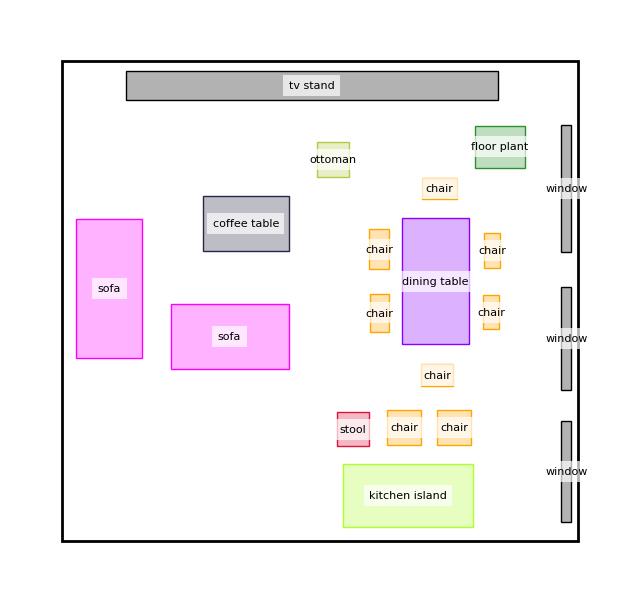 tv stand
floor plant
ottoman
chair
window
coffee table
chair
chair
dining table
sofa
chair
chair
sofa
window
chair
stool
chair
chair
window
kitchen island